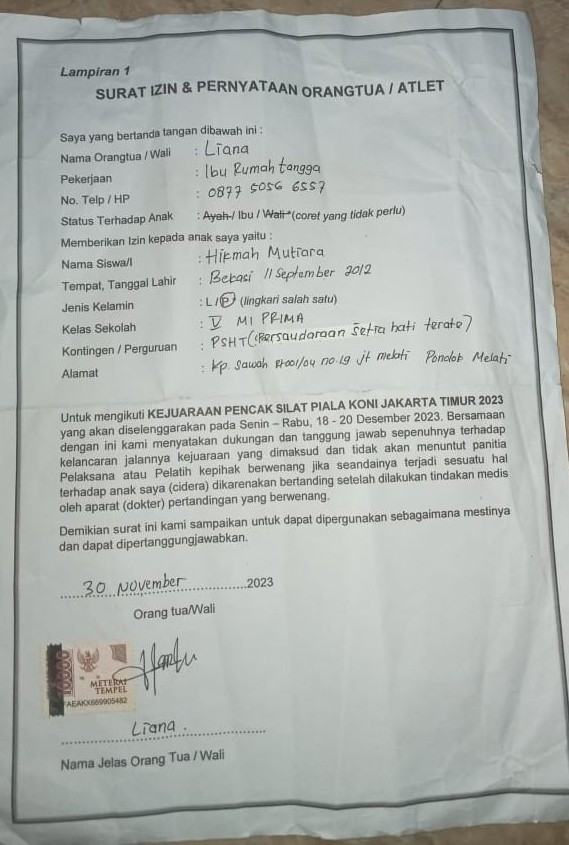 Lampiran 1
SURAT IZIN & PERNYATAAN ORANGTUA / ATLET
Saya yang bertanda tangan dibawah ini :
Nama Orangtua / Wali : Liana
Pekerjaan : Ibu Rumah tangga
No. Telp / HP : 0877 5056 6557
Status Terhadap Anak : Ayah / Ibu / Wali* (coret yang tidak perlu)
Memberikan Izin kepada anak saya yaitu :
Nama Siswa/I : Hikmah Mutiara
Tempat, Tanggal Lahir : Bekasi 11 September 2012
Jenis Kelamin : L / P (lingkari salah satu)
Kelas Sekolah : V MI PRIMA
Kontingen / Perguruan : PSHT (Persaudaraan Setia hati terate)
Alamat : Kp. Sawah Rt001/04 no.19 jt melati Pondok Melati
Untuk mengikuti KEJUARAAN PENCAK SILAT PIALA KONI JAKARTA TIMUR 2023
yang akan diselenggarakan pada Senin – Rabu, 18 - 20 Desember 2023. Bersamaan
dengan ini kami menyatakan dukungan dan tanggung jawab sepenuhnya terhadap
kelancaran jalannya kejuaraan yang dimaksud dan tidak akan menuntut panitia
Pelaksana atau Pelatih kepihak berwenang jika seandainya terjadi sesuatu hal
terhadap anak saya (cidera) dikarenakan bertanding setelah dilakukan tindakan medis
oleh aparat (dokter) pertandingan yang berwenang.
Demikian surat ini kami sampaikan untuk dapat dipergunakan sebagaimana mestinya
dan dapat dipertanggungjawabkan.
30 November 2023
Orang tua/Wali
10000
METERAI
TEMPEL
FAEAKX669905482
Liana.
Nama Jelas Orang Tua / Wali